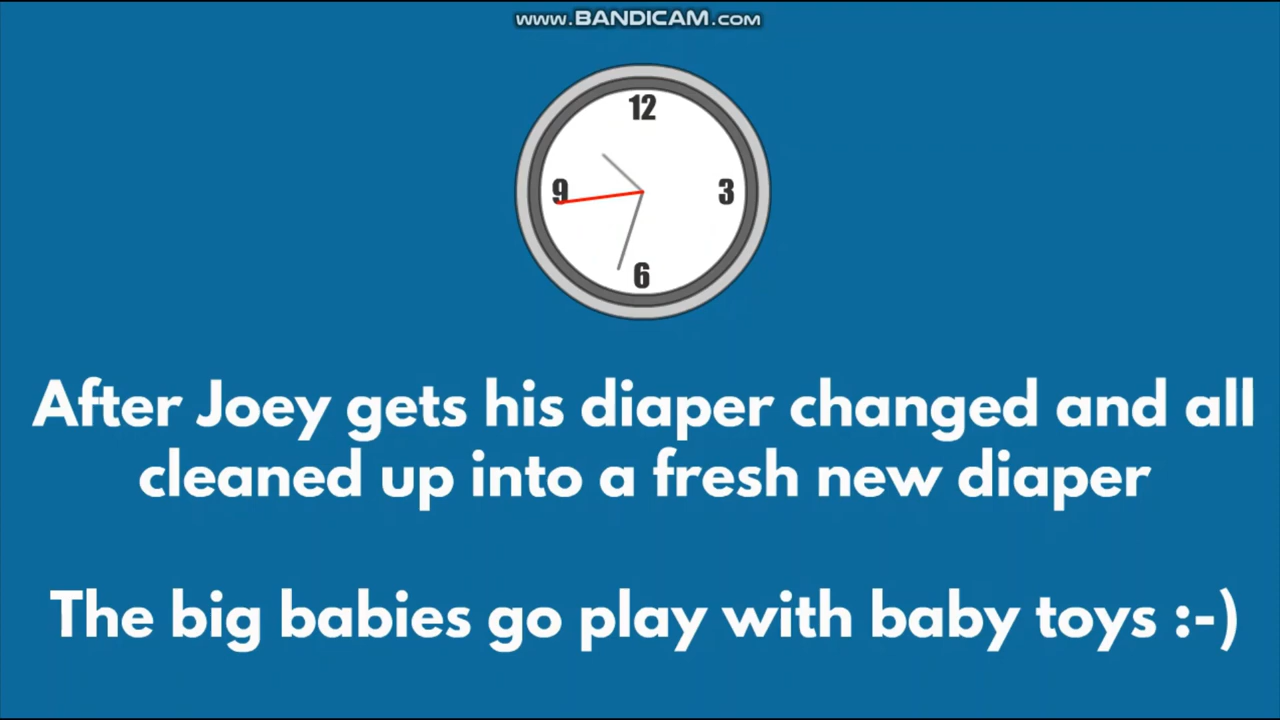 www.BANDICAM.com
12
9
3
6
After Joey gets his diaper changed and all
cleaned up into a fresh new diaper
The big babies go play with baby toys :-)